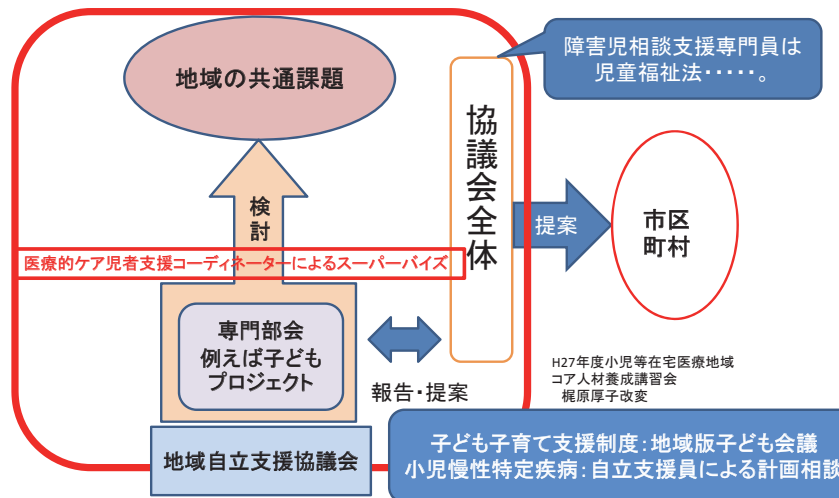 障害児相談支援専門員は
児童福祉法・・・・・。
地域の共通課題
協議会全体
検討
提案
市区
町村
医療的ケア児者支援コーディネーターによるスーパーバイズ
専門部会
例えば子ども
プロジェクト
報告・提案
H27年度小児等在宅医療地域
コア人材養成講習会
梶原厚子改変
地域自立支援協議会
子ども子育て支援制度:地域版子ども会議
小児慢性特定疾病:自立支援員による計画相談